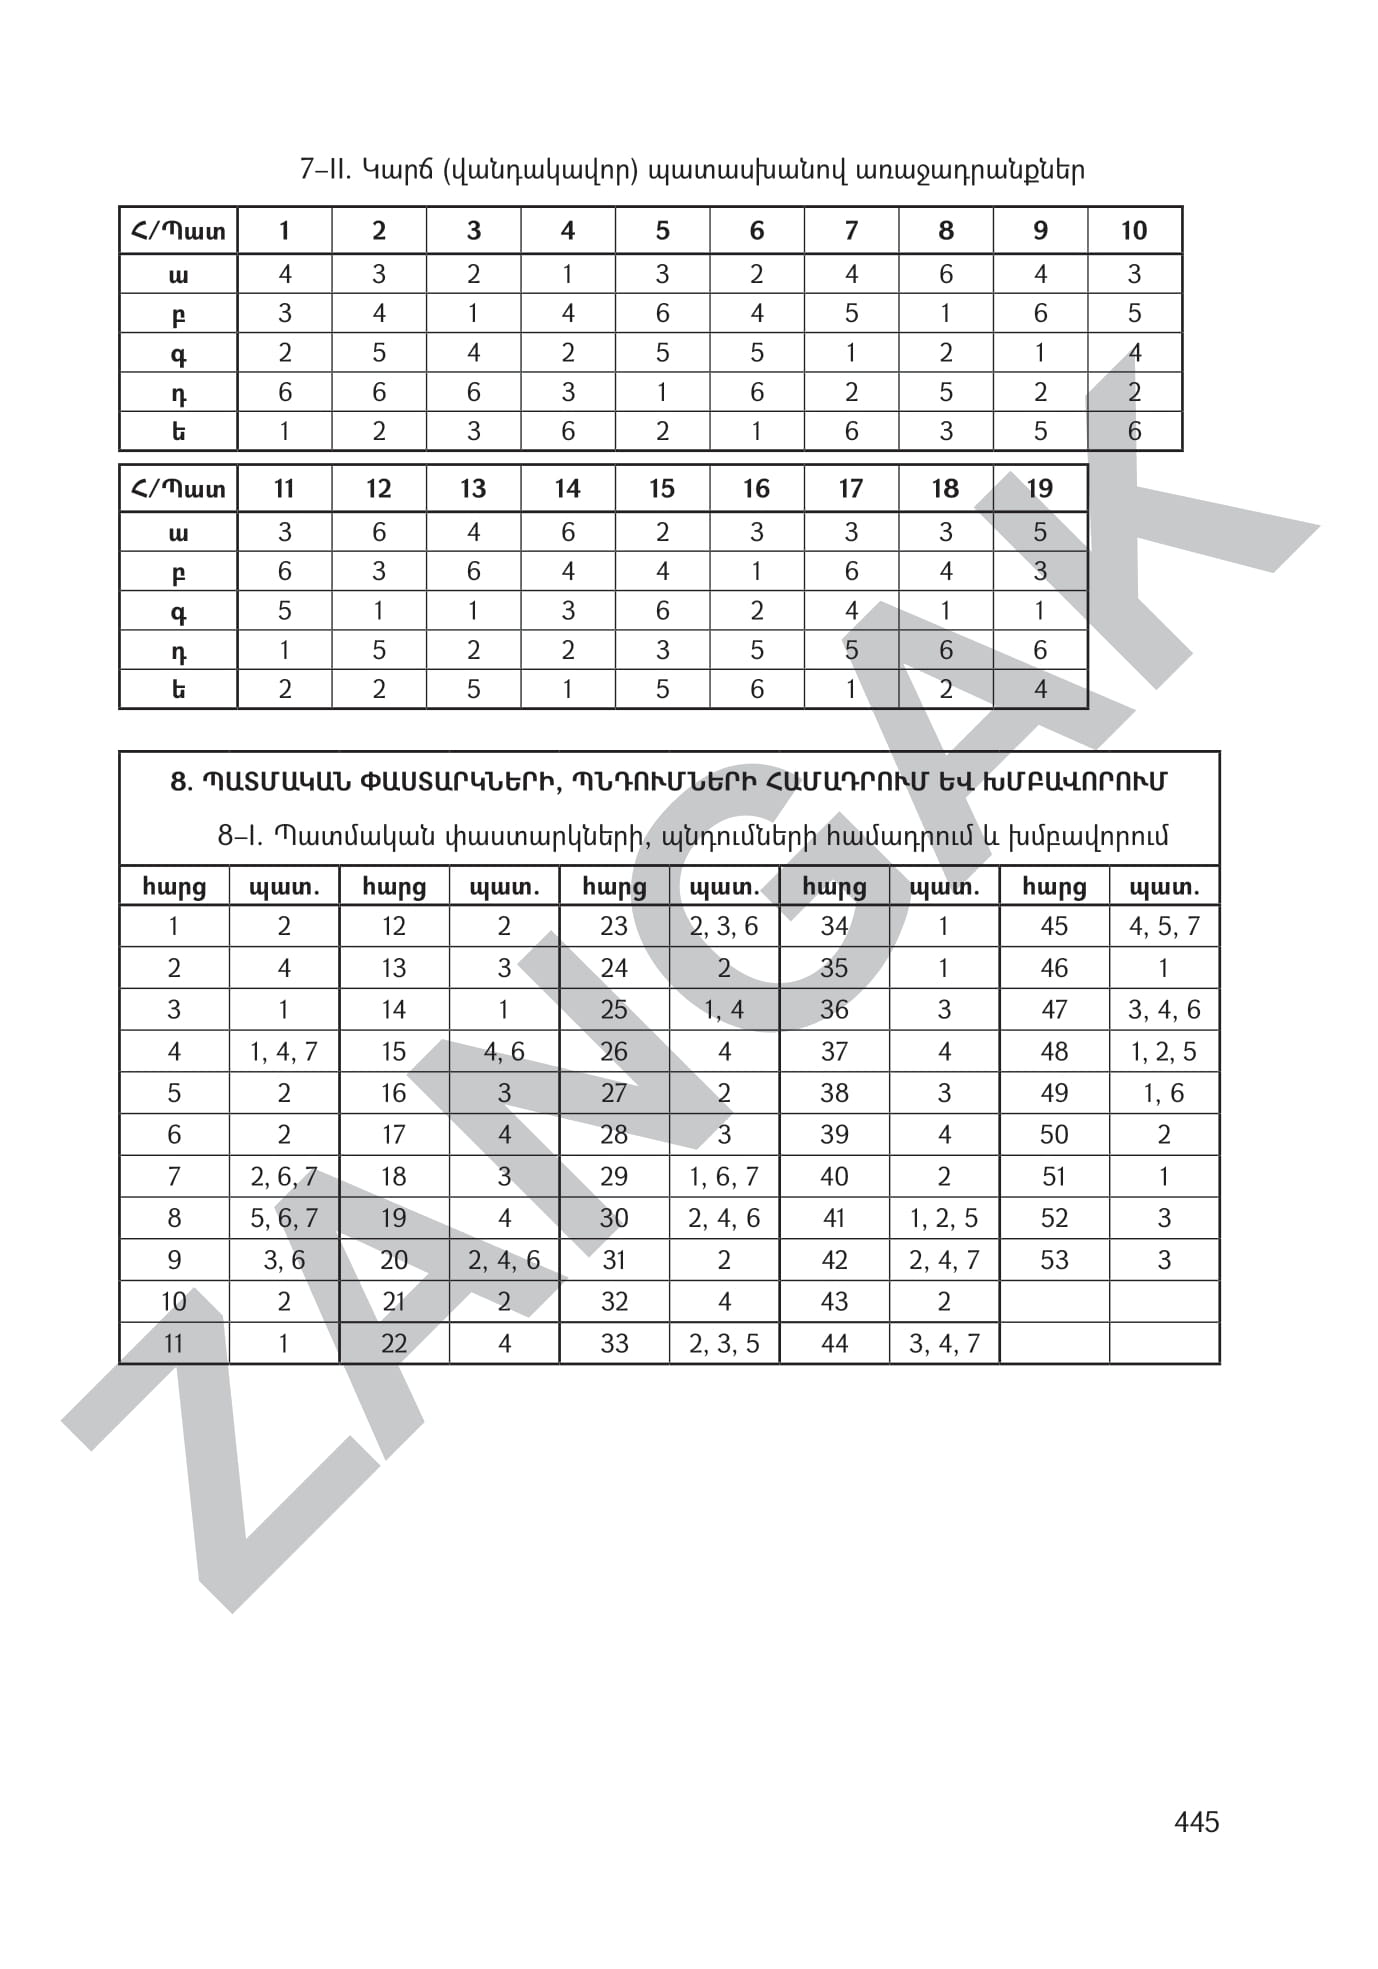 7–II. Կարճ (վանդակավոր) պատասխանով առաջադրանքներ
Հ/Պատ 1 2 3 4 5 6 7 8 9 10
ա 4 3 2 1 3 2 4 6 4 3
բ 3 4 1 4 6 4 5 1 6 5
գ 2 5 4 2 5 5 1 2 1 4
դ 6 6 6 3 1 6 2 5 2 2
ե 1 2 3 6 2 1 6 3 5 6
Հ/Պատ 11 12 13 14 15 16 17 18 19
ա 3 6 4 6 2 3 3 3 5
բ 6 3 6 4 4 1 6 4 3
գ 5 1 1 3 6 2 4 1 1
դ 1 5 2 2 3 5 5 6 6
ե 2 2 5 1 5 6 1 2 4
8. ՊԱՏՄԱԿԱՆ ՓԱՍՏԱՐԿՆԵՐԻ, ՊՆԴՈՒՄՆԵՐԻ ՀԱՄԱԴՐՈՒՄ ԵՎ ԽՄԲԱՎՈՐՈՒՄ
8–I. Պատմական փաստարկների, պնդումների համադրում և խմբավորում
հարց պատ. հարց պատ. հարց պատ. հարց պատ. հարց պատ.
1 2 12 2 23 2, 3, 6 34 1 45 4, 5, 7
2 4 13 3 24 2 35 1 46 1
3 1 14 1 25 1, 4 36 3 47 3, 4, 6
4 1, 4, 7 15 4, 6 26 4 37 4 48 1, 2, 5
5 2 16 3 27 2 38 3 49 1, 6
6 2 17 4 28 3 39 4 50 2
7 2, 6, 7 18 3 29 1, 6, 7 40 2 51 1
8 5, 6, 7 19 4 30 2, 4, 6 41 1, 2, 5 52 3
9 3, 6 20 2, 4, 6 31 2 42 2, 4, 7 53 3
10 2 21 2 32 4 43 2
11 1 22 4 33 2, 3, 5 44 3, 4, 7
ZANGAK
445